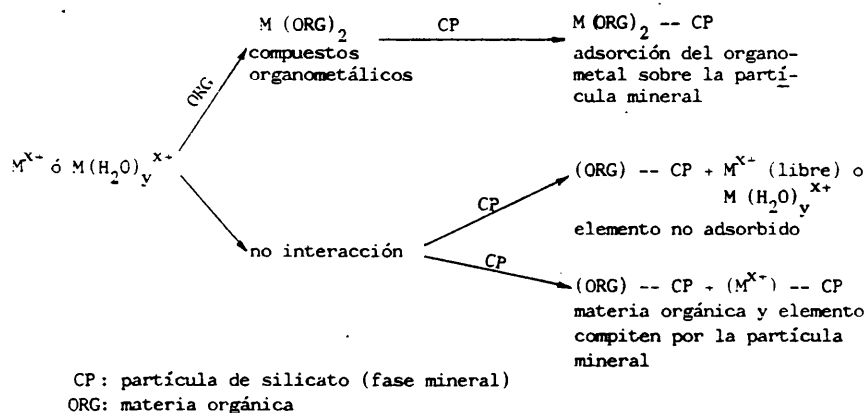 M (ORG)2
compuestos
organometálicos
CP
M (ORG)2 -- CP
adsorción del organo-
metal sobre la partí-
cula mineral
ORG
M^x+ ó M(H2O)y^x+
no interacción
CP
(ORG) -- CP + M^x+ (libre) o
M (H2O)y^x+
elemento no adsorbido
CP
(ORG) -- CP + (M^x+) -- CP
materia orgánica y elemento
compiten por la partícula
mineral
CP: partícula de silicato (fase mineral)
ORG: materia orgánica